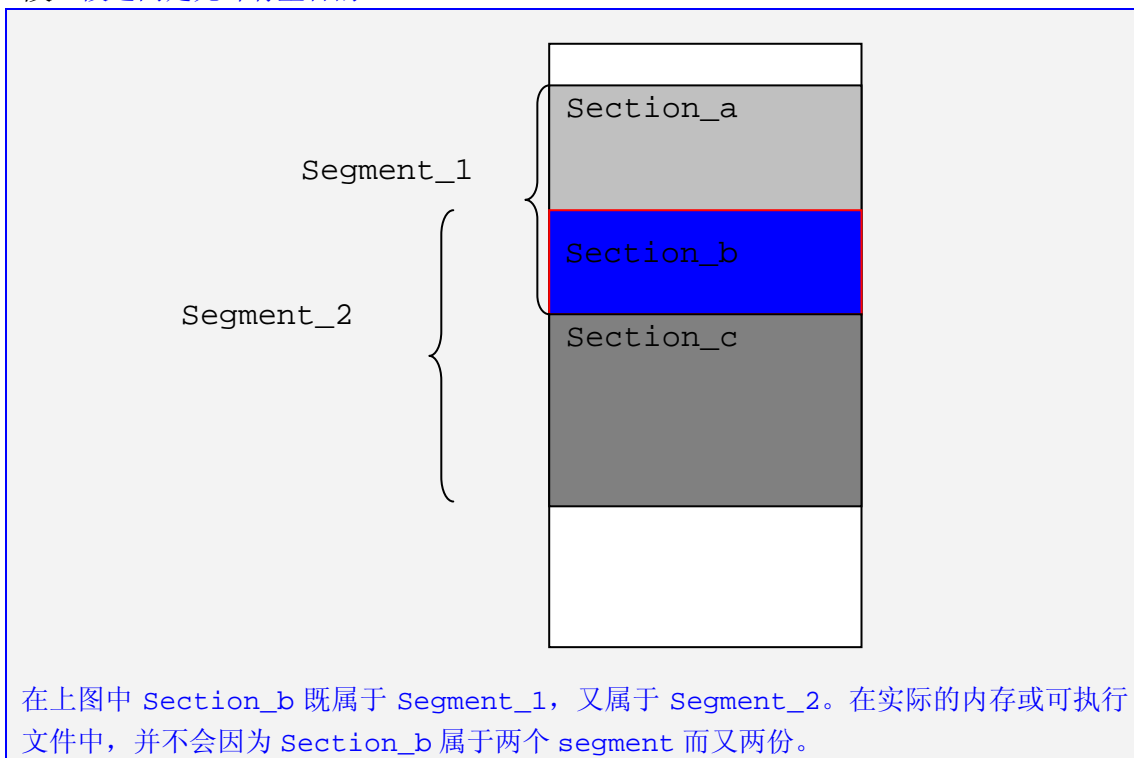 Section_a
Segment_1
Section_b
Segment_2
Section_c
在上图中 Section_b 既属于 Segment_1，又属于 Segment_2。在实际的内存或可执行
文件中，并不会因为 Section_b 属于两个 segment 而又两份。